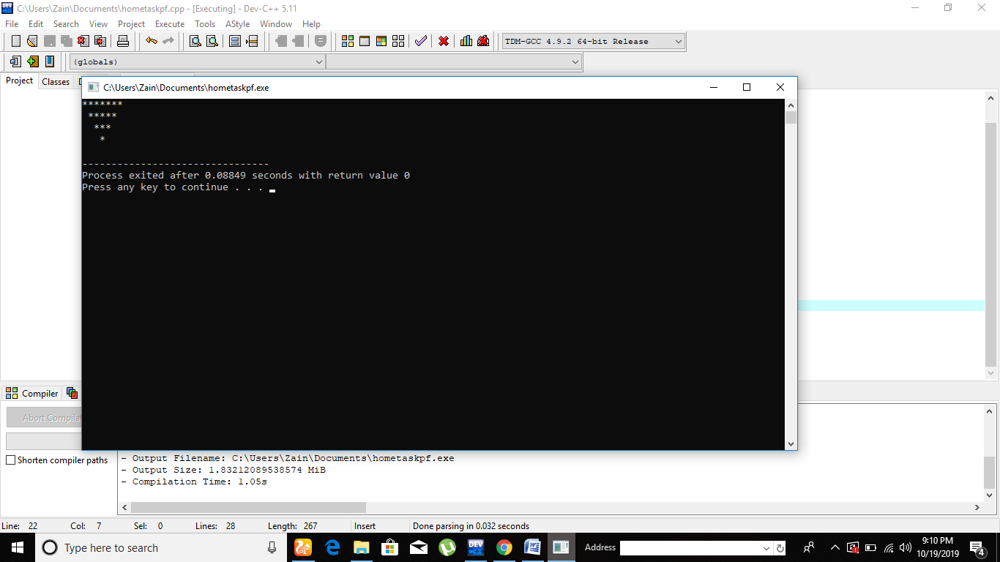 C:\Users\Zain\Documents\hometaskpf.cpp - [Executing] - Dev-C++ 5.11
File Edit Search View Project Execute Tools AStyle Window Help
TDM-GCC 4.9.2 64-bit Release
(globals)
Project Classes
C:\Users\Zain\Documents\hometaskpf.exe
*******
 *****
  ***
   *
--------------------------------
Process exited after 0.08849 seconds with return value 0
Press any key to continue . . .
Compiler
Abort
Shorten compiler paths
- Output Filename: C:\Users\Zain\Documents\hometaskpf.exe
- Output Size: 1.83212089538574 MiB
- Compilation Time: 1.05s
Line: 22 Col: 7 Sel: 0 Lines: 28 Length: 267 Insert Done parsing in 0.032 seconds
Type here to search
DEV
Address
9:10 PM
10/19/2019
4